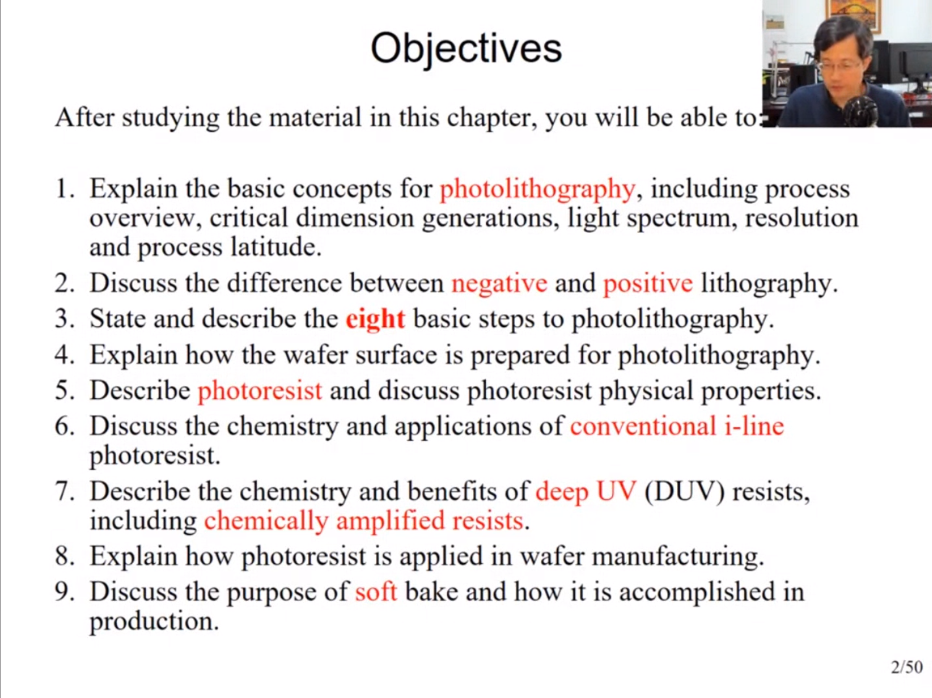 Objectives
After studying the material in this chapter, you will be able to:
1. Explain the basic concepts for photolithography, including process
overview, critical dimension generations, light spectrum, resolution
and process latitude.
2. Discuss the difference between negative and positive lithography.
3. State and describe the eight basic steps to photolithography.
4. Explain how the wafer surface is prepared for photolithography.
5. Describe photoresist and discuss photoresist physical properties.
6. Discuss the chemistry and applications of conventional i-line
photoresist.
7. Describe the chemistry and benefits of deep UV (DUV) resists,
including chemically amplified resists.
8. Explain how photoresist is applied in wafer manufacturing.
9. Discuss the purpose of soft bake and how it is accomplished in
production.
2/50